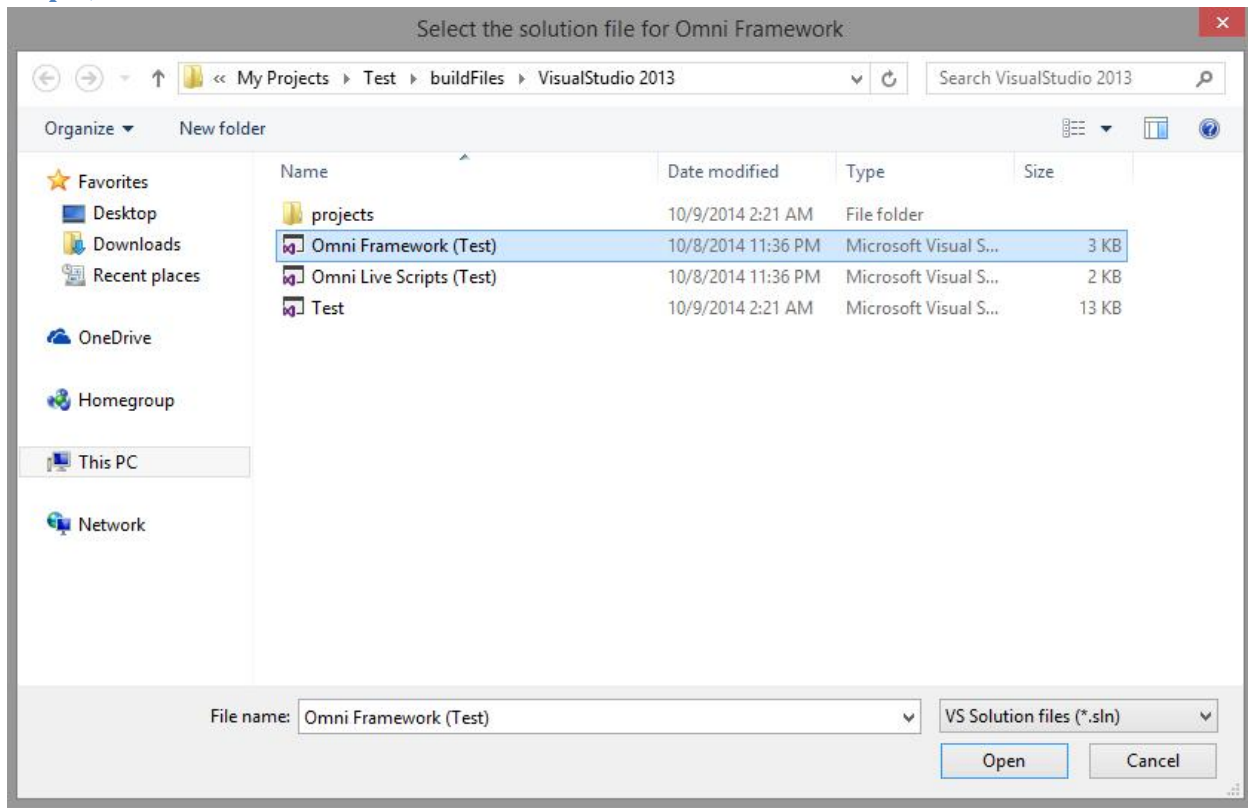 Select the solution file for Omni Framework
« My Projects Test buildFiles VisualStudio 2013 Search VisualStudio 2013
Organize New folder
Name Date modified Type Size
Favorites
Desktop
Downloads
Recent places
OneDrive
Homegroup
This PC
Network
projects 10/9/2014 2:21 AM File folder
Omni Framework (Test) 10/8/2014 11:36 PM Microsoft Visual S... 3 KB
Omni Live Scripts (Test) 10/8/2014 11:36 PM Microsoft Visual S... 2 KB
Test 10/9/2014 2:21 AM Microsoft Visual S... 13 KB
File name: Omni Framework (Test) VS Solution files (*.sln)
Open Cancel